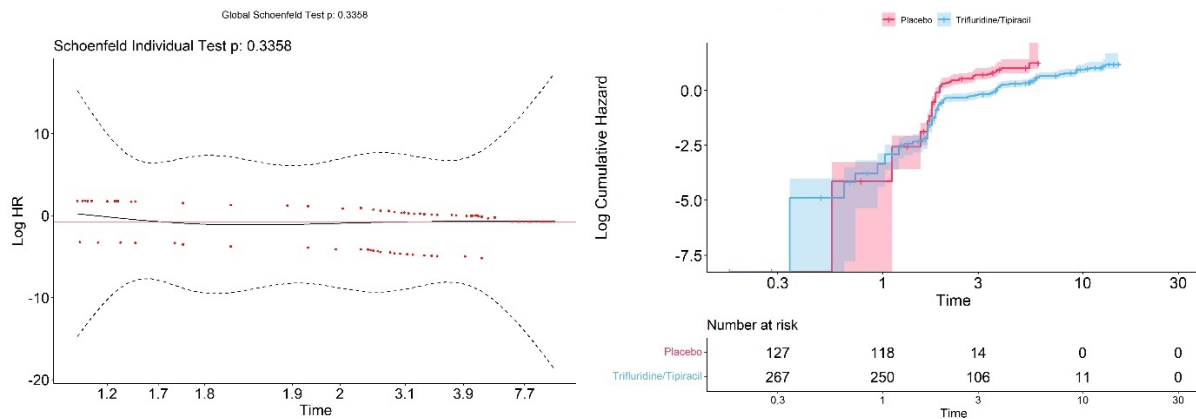 Global Schoenfeld Test p: 0.3358
Schoenfeld Individual Test p: 0.3358
Log HR
10
0
-10
-20
1.2 1.7 1.8 1.9 2 3.1 3.9 7.7
Time
Placebo Trifluridine/Tipiracil
Log Cumulative Hazard
0.0
-2.5
-5.0
-7.5
0.3 1 3 10 30
Time
Number at risk
Placebo 127 118 14 0 0
Trifluridine/Tipiracil 267 250 106 11 0
0.3 1 3 10 30
Time